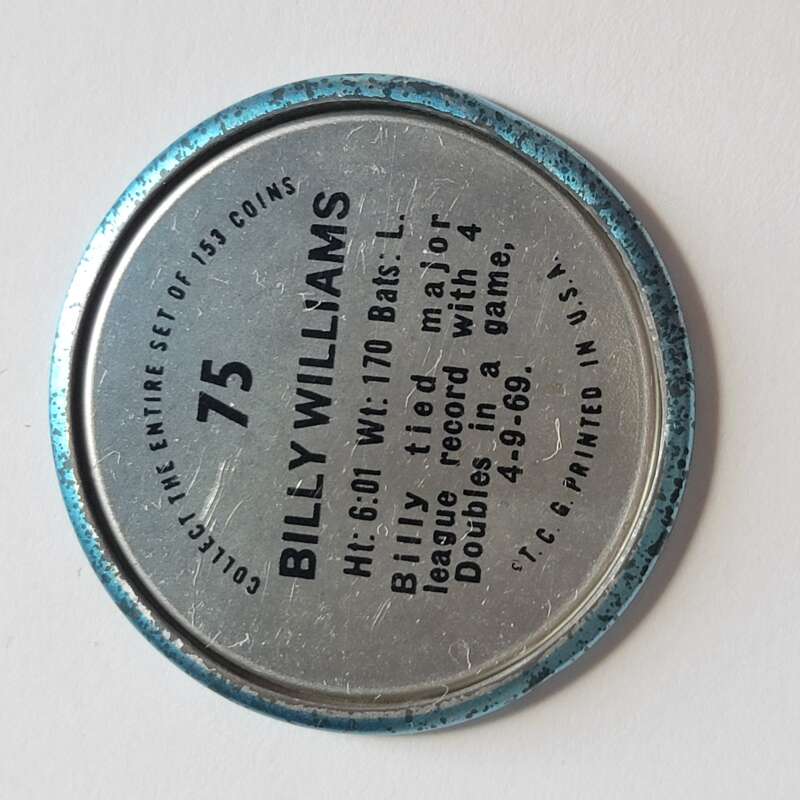 COLLECT THE ENTIRE SET OF 153 COINS
75
BILLY WILLIAMS
Ht: 6:01 Wt: 170 Bats: L.
Billy tied major
league record with 4
Doubles in a game,
4-9-69.
©T. C. G. PRINTED IN U.S.A.